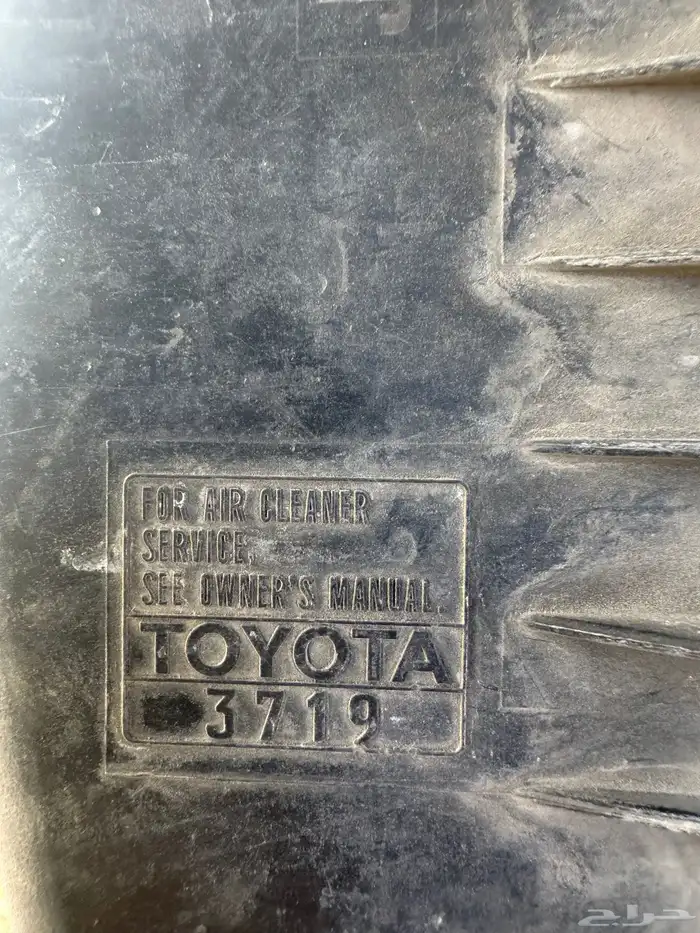 FOR AIR CLEANER
SERVICE,
SEE OWNER'S MANUAL.
TOYOTA
3719
حراج